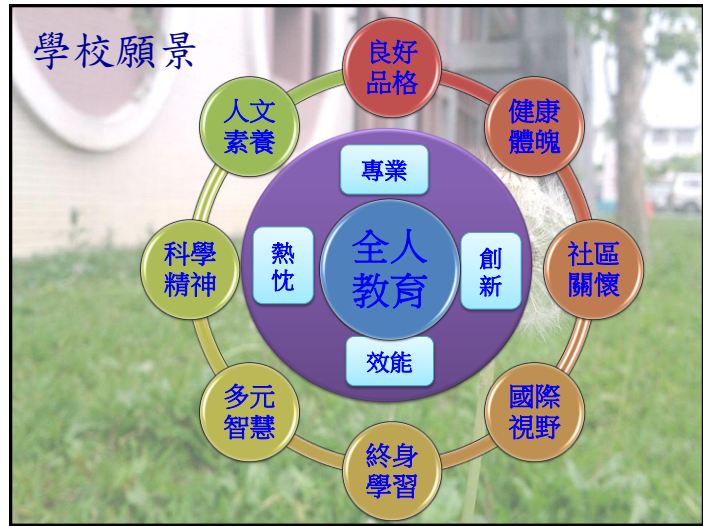 學校願景
良好
品格
人文
素養
健康
體魄
專業
科學
精神
熱
忱
全人
教育
創
新
社區
關懷
效能
多元
智慧
國際
視野
終身
學習